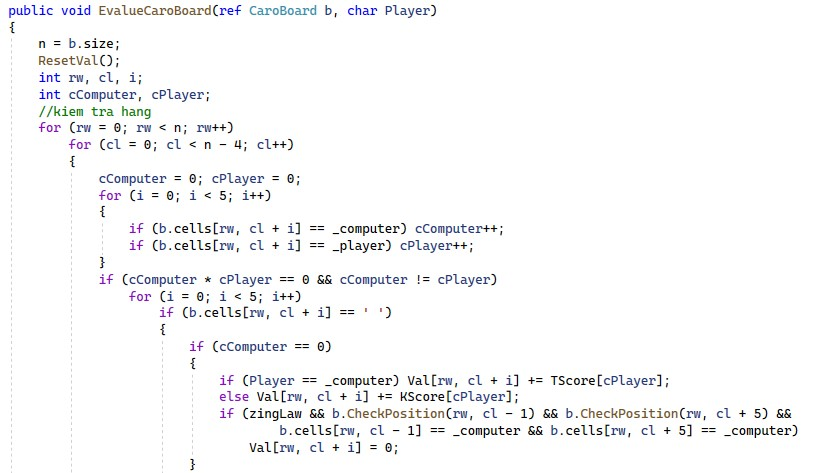 public void EvalueCaroBoard(ref CaroBoard b, char Player)
{
    n = b.size;
    ResetVal();
    int rw, cl, i;
    int cComputer, cPlayer;
    //kiem tra hang
    for (rw = 0; rw < n; rw++)
        for (cl = 0; cl < n - 4; cl++)
        {
            cComputer = 0; cPlayer = 0;
            for (i = 0; i < 5; i++)
            {
                if (b.cells[rw, cl + i] == _computer) cComputer++;
                if (b.cells[rw, cl + i] == _player) cPlayer++;
            }
            if (cComputer * cPlayer == 0 && cComputer != cPlayer)
                for (i = 0; i < 5; i++)
                    if (b.cells[rw, cl + i] == ' ')
                    {
                        if (cComputer == 0)
                        {
                            if (Player == _computer) Val[rw, cl + i] += TScore[cPlayer];
                            else Val[rw, cl + i] += KScore[cPlayer];
                            if (zingLaw && b.CheckPosition(rw, cl - 1) && b.CheckPosition(rw, cl + 5) &&
                                    b.cells[rw, cl - 1] == _computer && b.cells[rw, cl + 5] == _computer)
                                Val[rw, cl + i] = 0;
                        }